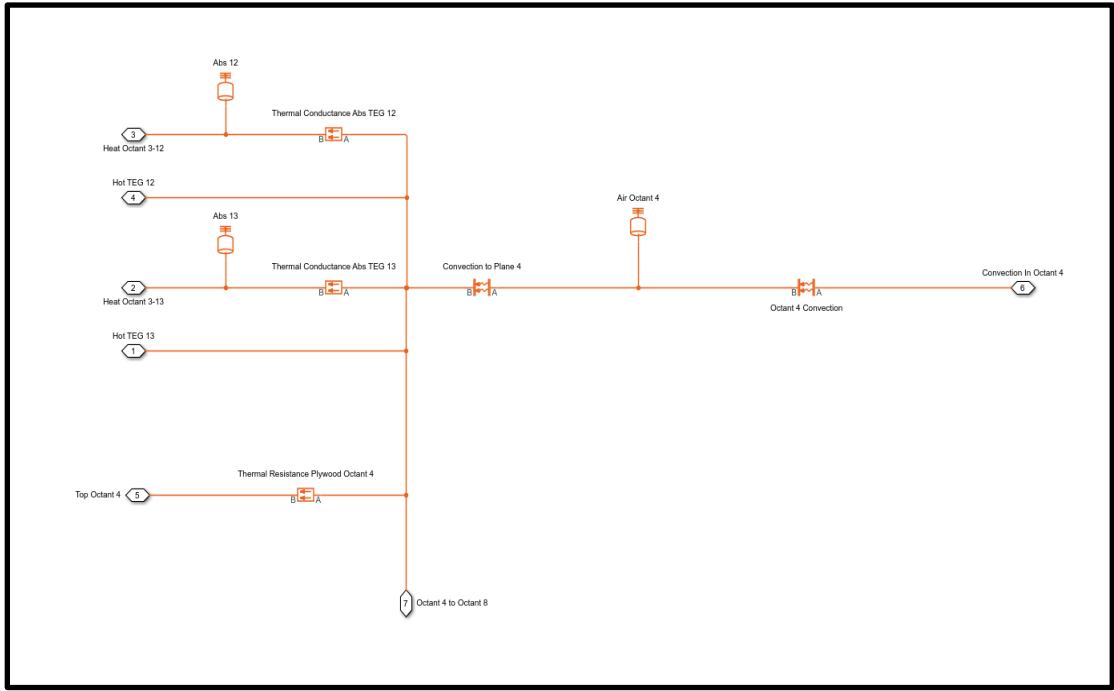 Abs 12
Thermal Conductance Abs TEG 12
B A
3
Heat Octant 3-12
Hot TEG 12
4
Air Octant 4
Abs 13
Thermal Conductance Abs TEG 13
Convection to Plane 4
Convection In Octant 4
2
B A
B A
B A
6
Heat Octant 3-13
Octant 4 Convection
Hot TEG 13
1
Thermal Resistance Plywood Octant 4
Top Octant 4 5
B A
7 Octant 4 to Octant 8